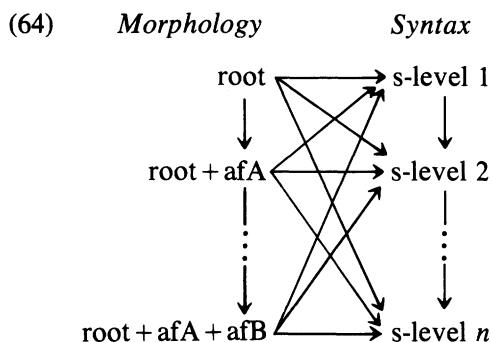 (64) Morphology Syntax
root s-level 1
root + afA s-level 2
root + afA + afB s-level n